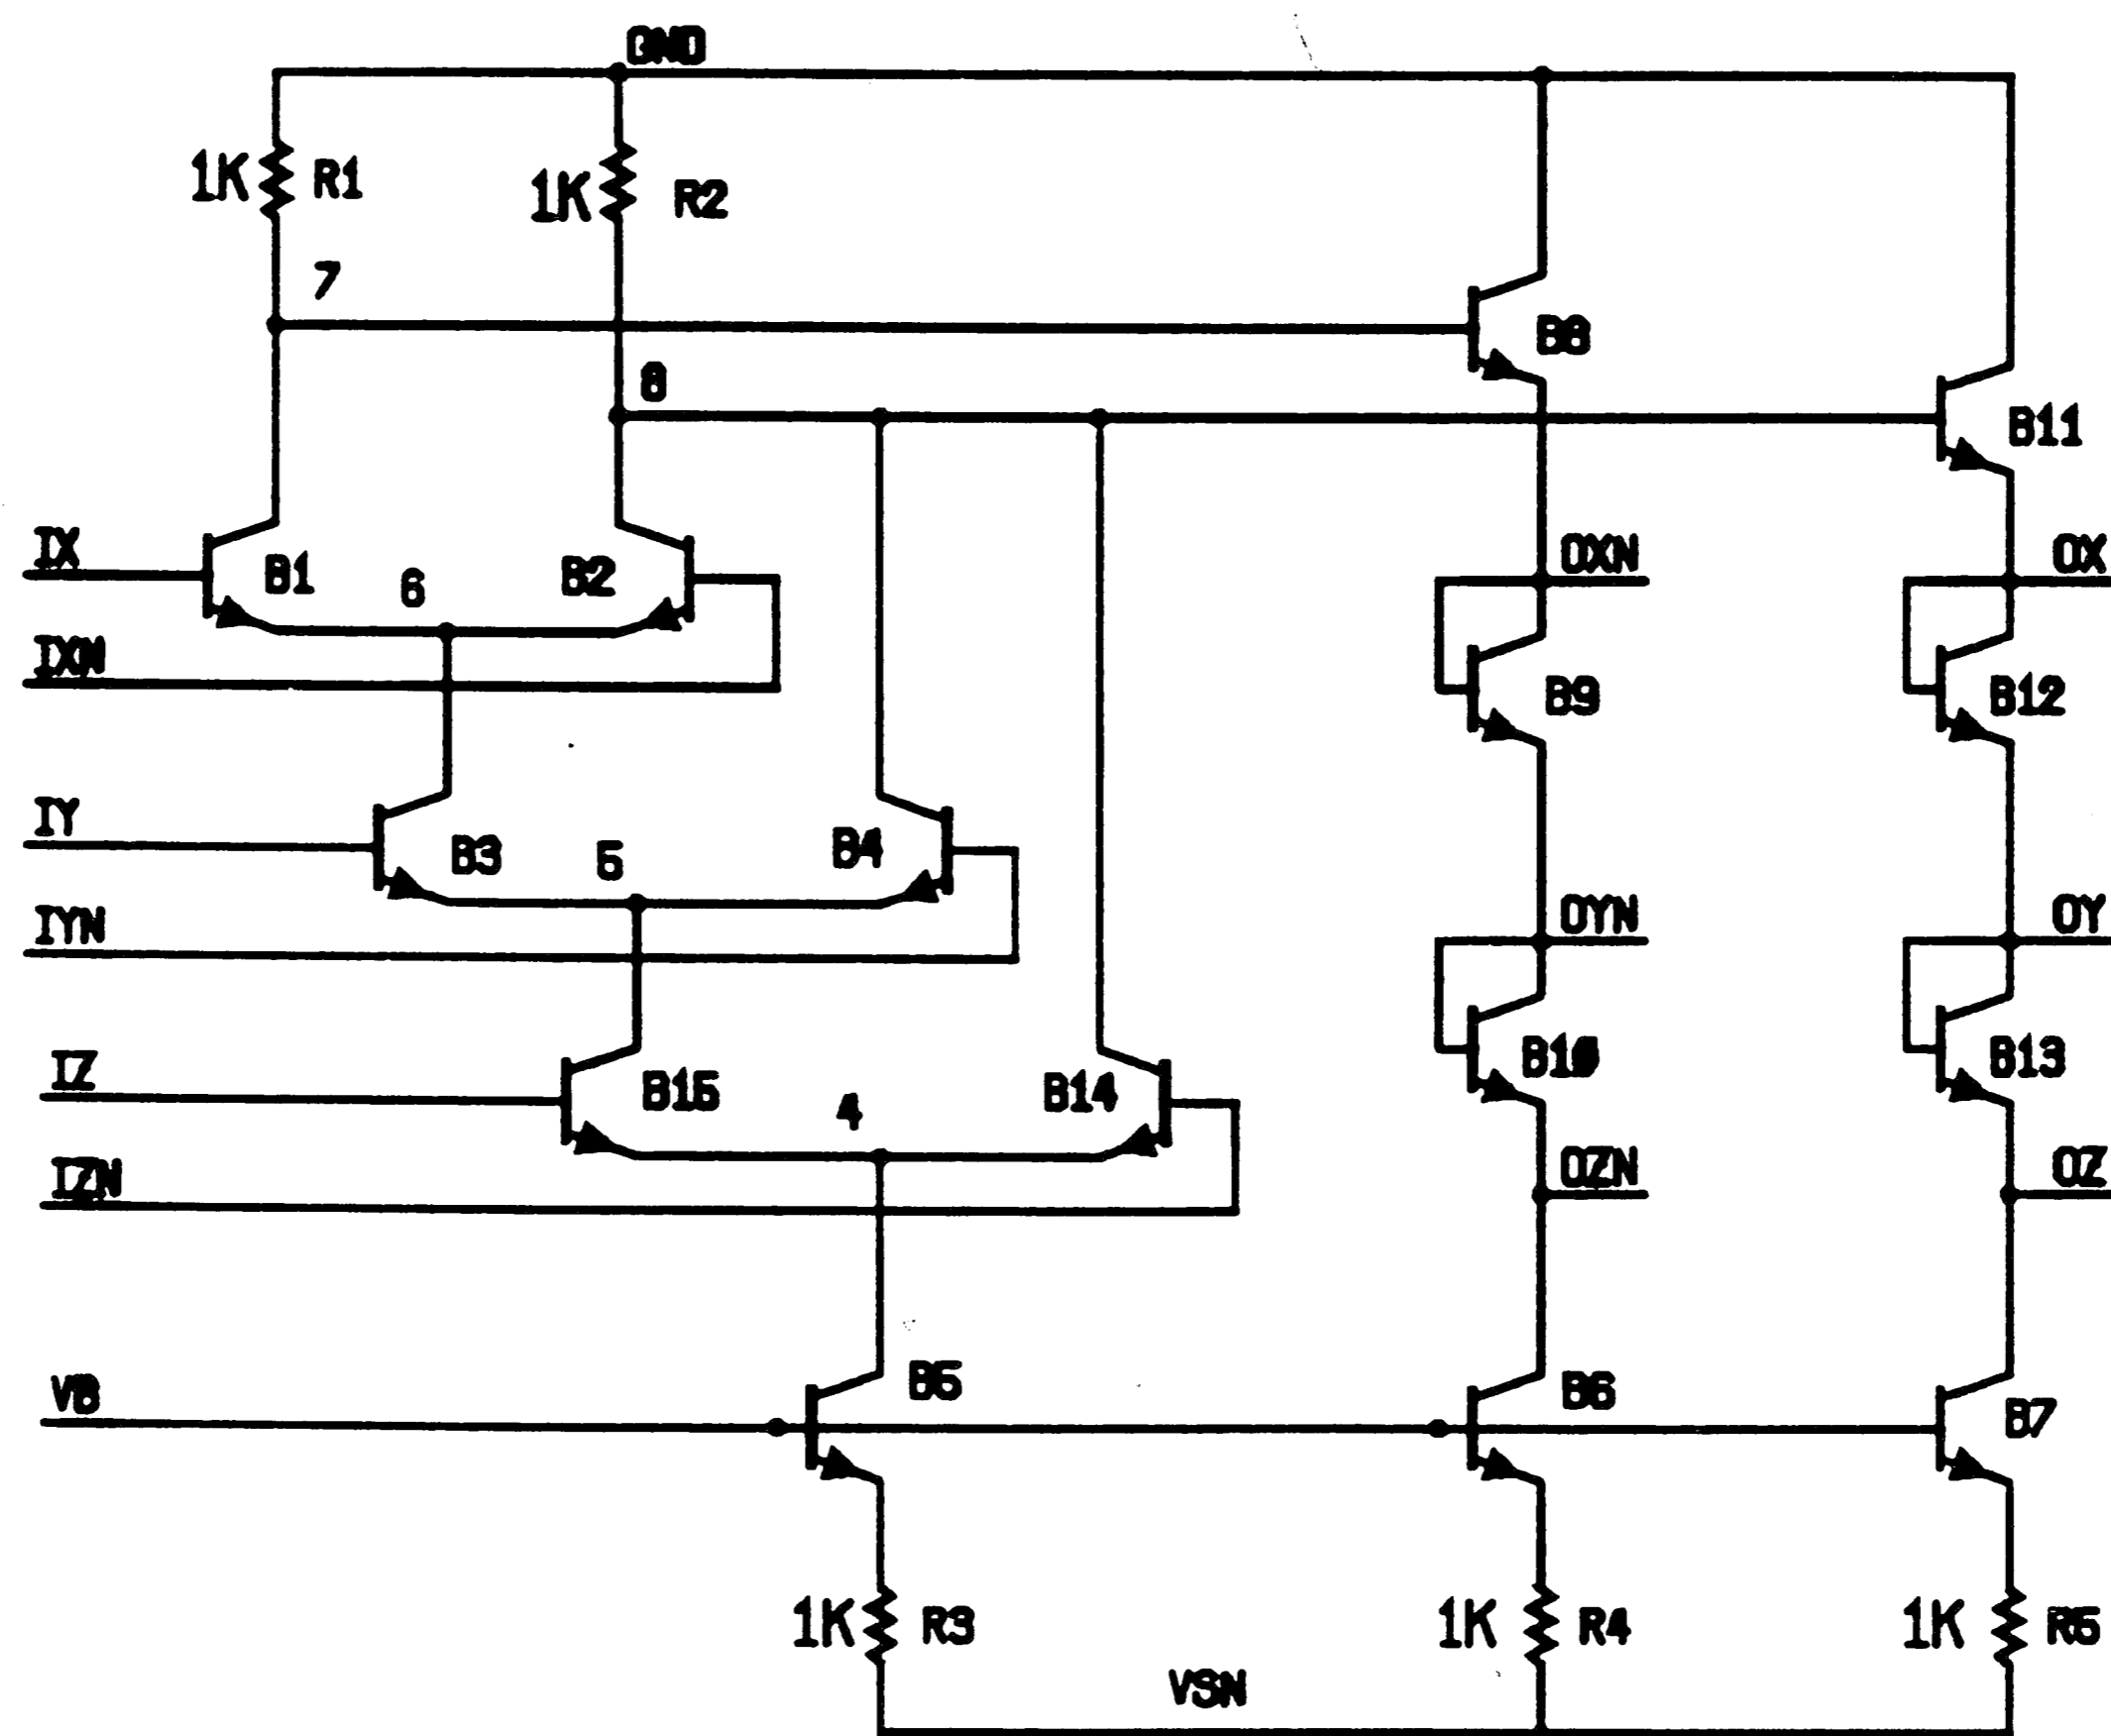 GND
1K R1
1K R2
7
8
B8
B11
IX
B1
6
B2
OXN
OX
IXN
B9
B12
IY
B3
5
B4
IYN
OYN
OY
IZ
B15
4
B14
B10
B13
IZN
OZN
OZ
VB
B5
B6
B7
1K R3
1K R4
1K R5
VSN